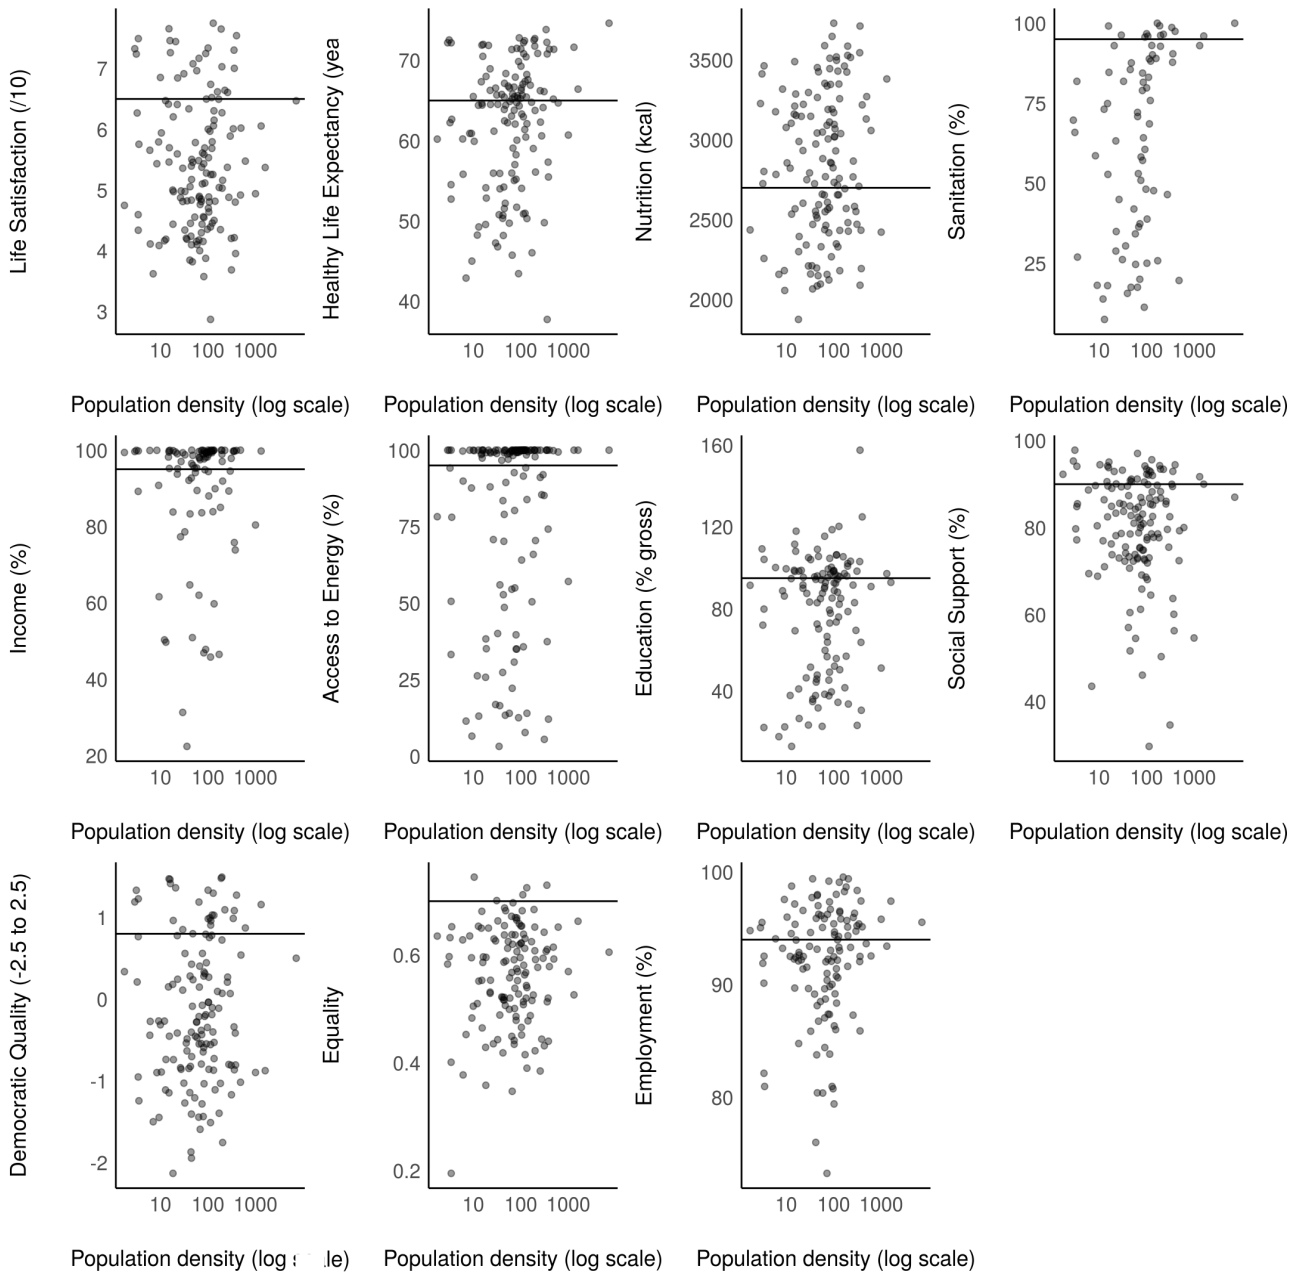 Life Satisfaction (/10)
7
6
5
4
3
10 100 1000
Population density (log scale)
Healthy Life Expectancy (yea
70
60
50
40
10 100 1000
Population density (log scale)
Nutrition (kcal)
3500
3000
2500
2000
10 100 1000
Population density (log scale)
Sanitation (%)
100
75
50
25
10 100 1000
Population density (log scale)
Income (%)
100
80
60
40
20
10 100 1000
Population density (log scale)
Access to Energy (%)
100
75
50
25
0
10 100 1000
Population density (log scale)
Education (% gross)
160
120
80
40
10 100 1000
Population density (log scale)
Social Support (%)
100
80
60
40
10 100 1000
Population density (log scale)
Democratic Quality (-2.5 to 2.5)
1
0
-1
-2
10 100 1000
Population density (log le)
Equality
0.6
0.4
0.2
10 100 1000
Population density (log scale)
Employment (%)
100
90
80
10 100 1000
Population density (log scale)